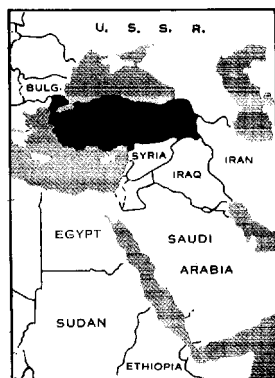 U. S. S. R.
BULG.
SYRIA
IRAN
IRAQ
EGYPT
SAUDI
ARABIA
SUDAN
ETHIOPIA